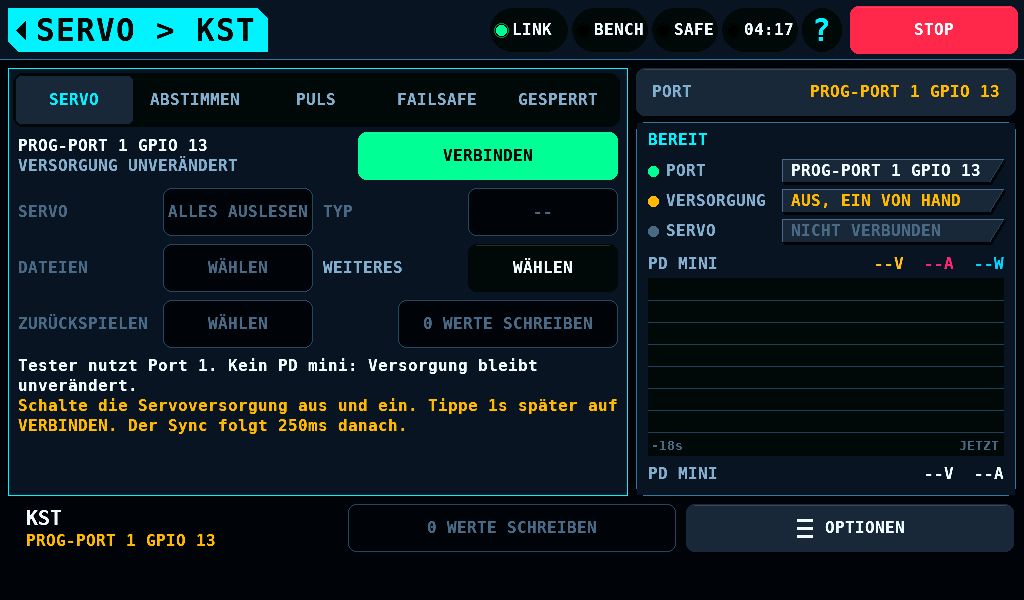 SERVO > KST
LINK
BENCH
SAFE
04:17
?
STOP
SERVO
ABSTIMMEN
PULS
FAILSAFE
GESPERRT
PROG-PORT 1 GPIO 13
VERSORGUNG UNVERÄNDERT
VERBINDEN
SERVO
ALLES AUSLESEN
TYP
--
DATEIEN
WÄHLEN
WEITERES
WÄHLEN
ZURÜCKSPIELEN
WÄHLEN
0 WERTE SCHREIBEN
Tester nutzt Port 1. Kein PD mini: Versorgung bleibt
unverändert.
Schalte die Servoversorgung aus und ein. Tippe 1s später auf
VERBINDEN. Der Sync folgt 250ms danach.
PORT
PROG-PORT 1 GPIO 13
BEREIT
PORT
PROG-PORT 1 GPIO 13
VERSORGUNG
AUS, EIN VON HAND
SERVO
NICHT VERBUNDEN
PD MINI
--V
--A
--W
-18s
JETZT
PD MINI
--V
--A
KST
PROG-PORT 1 GPIO 13
0 WERTE SCHREIBEN
OPTIONEN